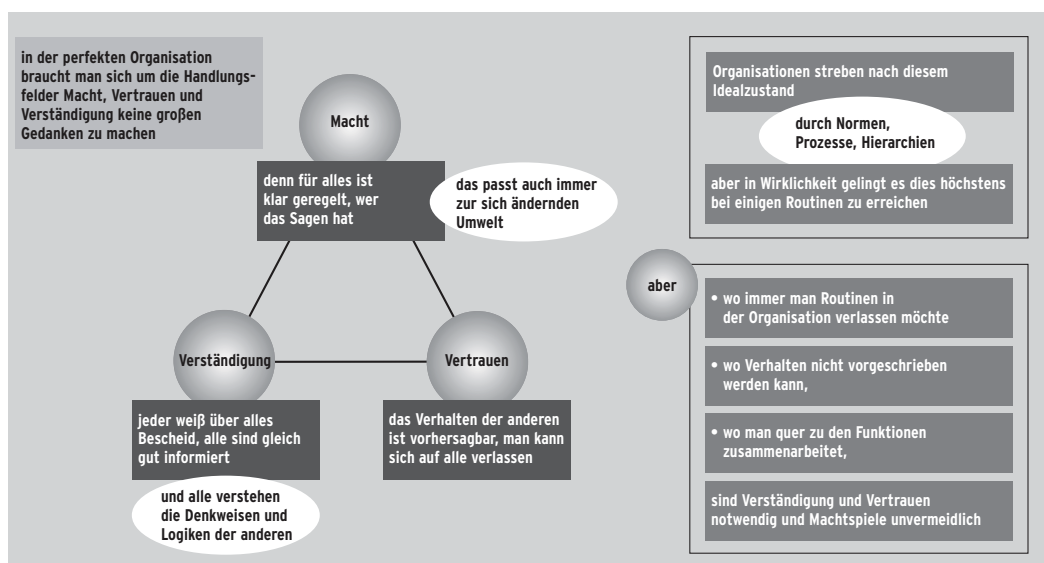 in der perfekten Organisation
braucht man sich um die Handlungs-
felder Macht, Vertrauen und
Verständigung keine großen
Gedanken zu machen
Macht
denn für alles ist
klar geregelt, wer
das Sagen hat
das passt auch immer
zur sich ändernden
Umwelt
Verständigung
Vertrauen
jeder weiß über alles
Bescheid, alle sind gleich
gut informiert
und alle verstehen
die Denkweisen und
Logiken der anderen
das Verhalten der anderen
ist vorhersagbar, man kann
sich auf alle verlassen
Organisationen streben nach diesem
Idealzustand
durch Normen,
Prozesse, Hierarchien
aber in Wirklichkeit gelingt es dies höchstens
bei einigen Routinen zu erreichen
aber
• wo immer man Routinen in
der Organisation verlassen möchte
• wo Verhalten nicht vorgeschrieben
werden kann,
• wo man quer zu den Funktionen
zusammenarbeitet,
sind Verständigung und Vertrauen
notwendig und Machtspiele unvermeidlich